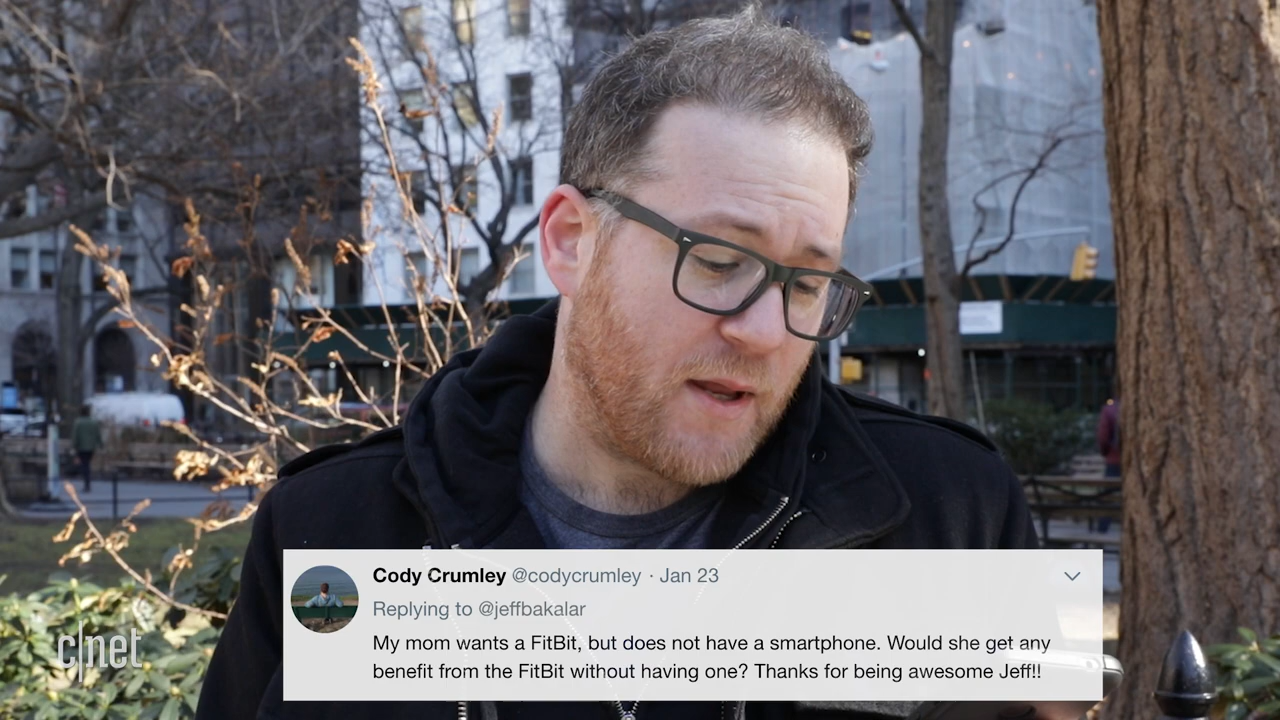 Cody Crumley @codycrumley · Jan 23
Replying to @jeffbakalar
My mom wants a FitBit, but does not have a smartphone. Would she get any
benefit from the FitBit without having one? Thanks for being awesome Jeff!!
c|net